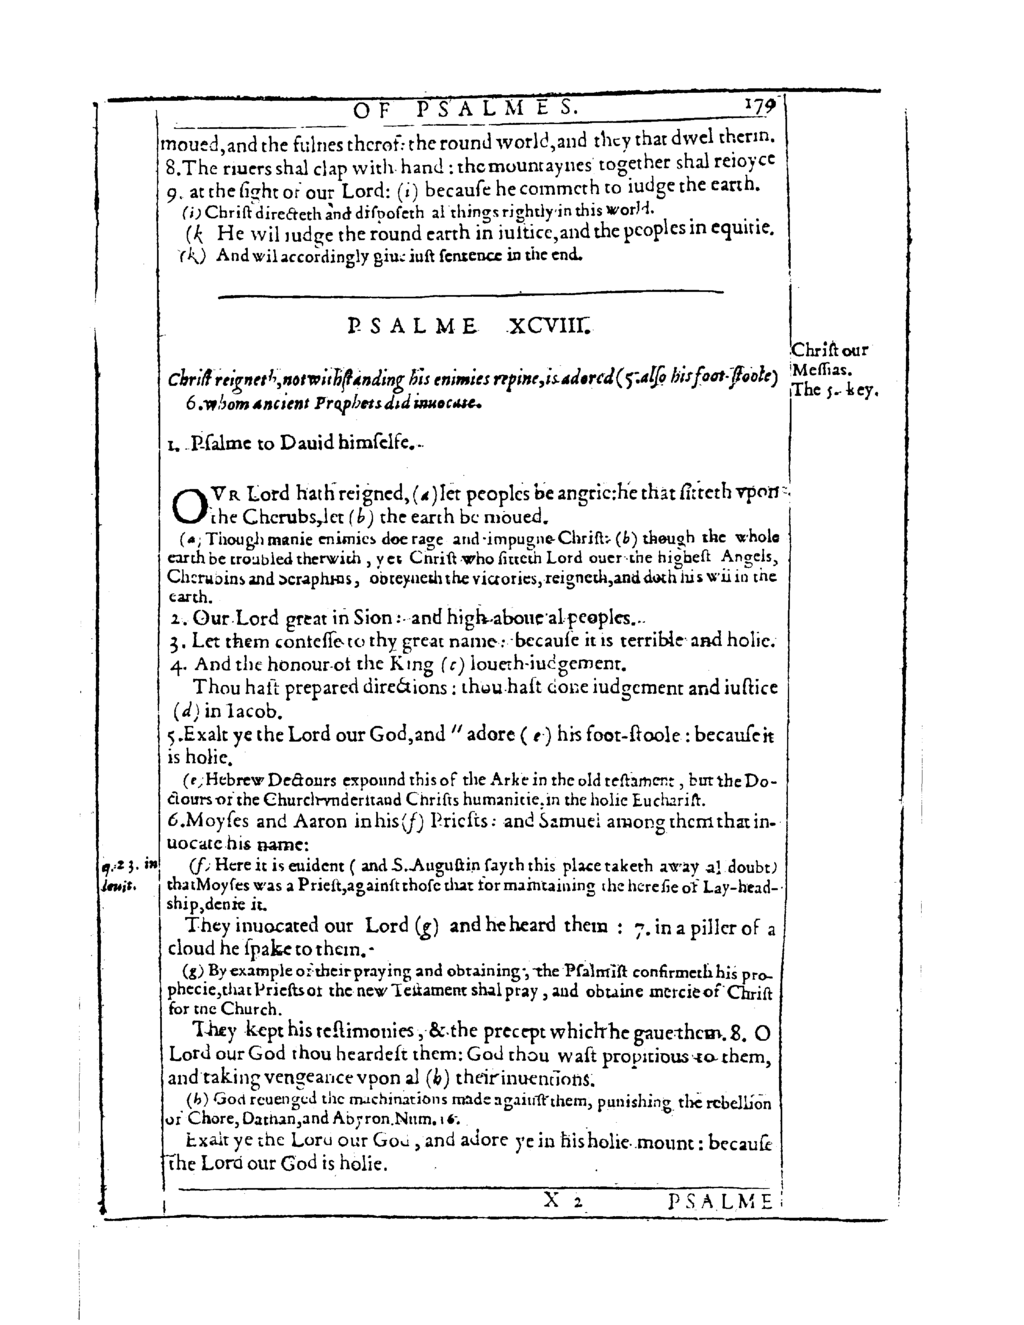 OF PSALMES. 179
moued,and the fulnes therof: the round world,and they that dwel therin.
8.The riuers shal clap with hand : the mountaynes together shal reioyce
9. at the ſight of our Lord: (i) becauſe he commeth to iudge the earth.
(i) Chriſt directeth and diſpoſeth al things rightly in this world.
(k He wil iudge the round earth in iuſtice,and the peoples in equitie.
(k) And wil accordingly giue iuſt ſentence in the end.
PSALME XCVIII.
Chriſt our
Meſſias.
The 5. key.
Chriſt reigneth,notwithſtanding his enimies repine,is adored (5.alſo his foot-ſtoole)
6.whom ancient Prophets did inuocate.
1. Pſalme to Dauid himſelfe.
OVR Lord hath reigned, (a) let peoples be angrie: he that ſitteth vpon
the Cherubs,let (b) the earth be moued.
(a) Though manie enimies doe rage and impugne Chriſt: (b) though the whole
earth be troubled therwith , yet Chriſt who ſitteth Lord ouer the higheſt Angels,
Cherubins and Seraphins, obteyneth the victories, reigneth,and doth his wil in the
earth.
2. Our Lord great in Sion : and high aboue al peoples.
3. Let them confeſſe to thy great name : becauſe it is terrible and holie.
4. And the honour of the King (c) loueth iudgement.
Thou haſt prepared directions : thou haſt done iudgement and iuſtice
(d) in Iacob.
5.Exalt ye the Lord our God,and " adore ( e ) his foot-ſtoole : becauſe it
is holie.
(e) Hebrew Doctours expound this of the Arke in the old teſtament , but the Do-
ctours of the Church vnderſtand Chriſts humanitie, in the holie Euchariſt.
6.Moyſes and Aaron in his (f) Prieſts : and Samuel among them that in-
uocate his name:
q.23. in
leuit.
(f) Here it is euident ( and S. Auguſtin ſayth this place taketh away al doubt)
that Moyſes was a Prieſt,againſt thoſe that for maintaining the hereſie of Lay-head-
ship,denie it.
They inuocated our Lord (g) and he heard them : 7. in a piller of a
cloud he ſpake to them.
(g) By example of their praying and obtaining, the Pſalmiſt confirmeth his pro-
phecie,that Prieſts of the new Teſtament shal pray , and obtaine mercie of Chriſt
for the Church.
They kept his teſtimonies , & the precept which he gaue them. 8. O
Lord our God thou heardeſt them: God thou waſt propitious to them,
and taking vengeance vpon al (h) their inuentions.
(h) God reuenged the machinations made againſt them, punishing the rebellion
of Chore, Dathan,and Abyron. Num. 16.
Exalt ye the Lord our God , and adore ye in his holie mount : becauſe
the Lord our God is holie.
X 2 PSALME